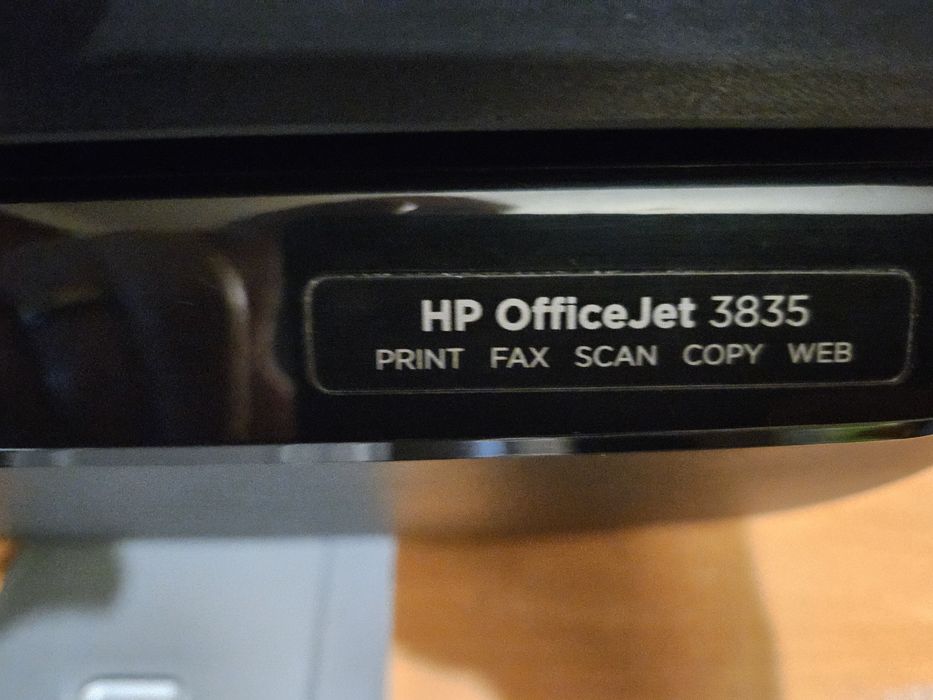 HP OfficeJet 3835
PRINT FAX SCAN COPY WEB